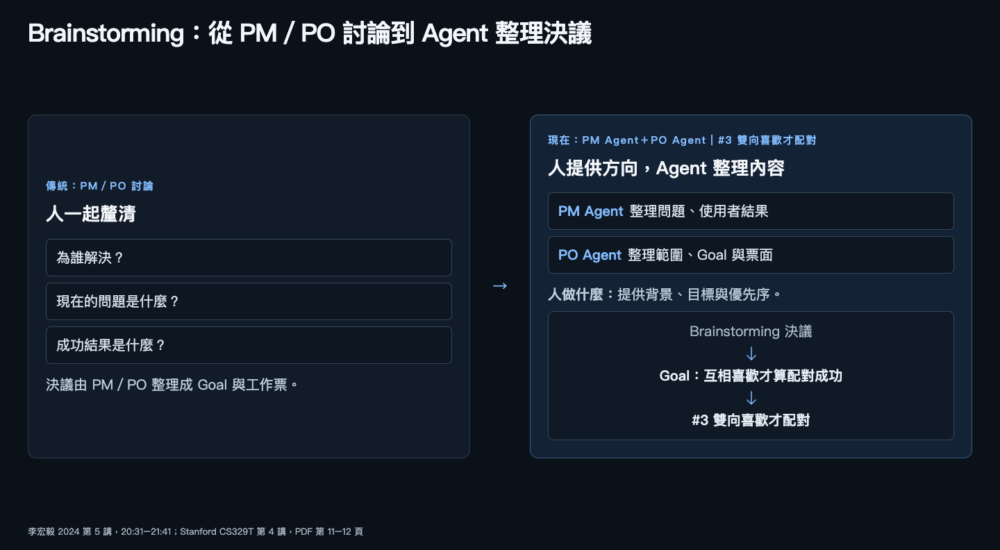 Brainstorming：從 PM / PO 討論到 Agent 整理決議
傳統：PM / PO 討論
人一起釐清
為誰解決？
現在的問題是什麼？
成功結果是什麼？
決議由 PM / PO 整理成 Goal 與工作票。
→
現在：PM Agent＋PO Agent｜#3 雙向喜歡才配對
人提供方向，Agent 整理內容
PM Agent 整理問題、使用者結果
PO Agent 整理範圍、Goal 與票面
人做什麼：提供背景、目標與優先序。
Brainstorming 決議
↓
Goal：互相喜歡才算配對成功
↓
#3 雙向喜歡才配對
李宏毅 2024 第 5 講，20:31–21:41；Stanford CS329T 第 4 講，PDF 第 11–12 頁